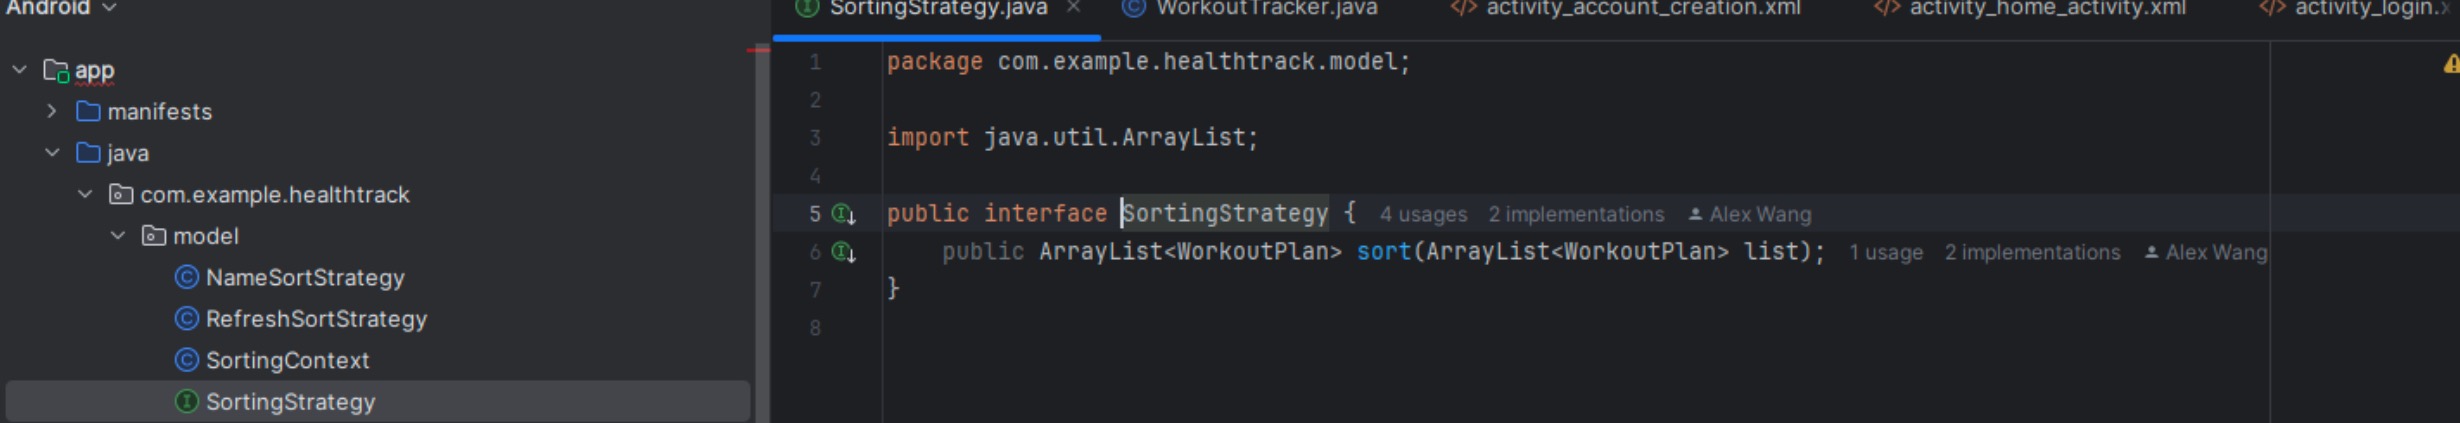 Android
app
manifests
java
com.example.healthtrack
model
NameSortStrategy
RefreshSortStrategy
SortingContext
SortingStrategy
SortingStrategy.java WorkoutTracker.java activity_account_creation.xml activity_home_activity.xml activity_login.x
1 package com.example.healthtrack.model;
2
3 import java.util.ArrayList;
4
5 public interface SortingStrategy { 4 usages 2 implementations Alex Wang
6 public ArrayList<WorkoutPlan> sort(ArrayList<WorkoutPlan> list); 1 usage 2 implementations Alex Wang
7 }
8